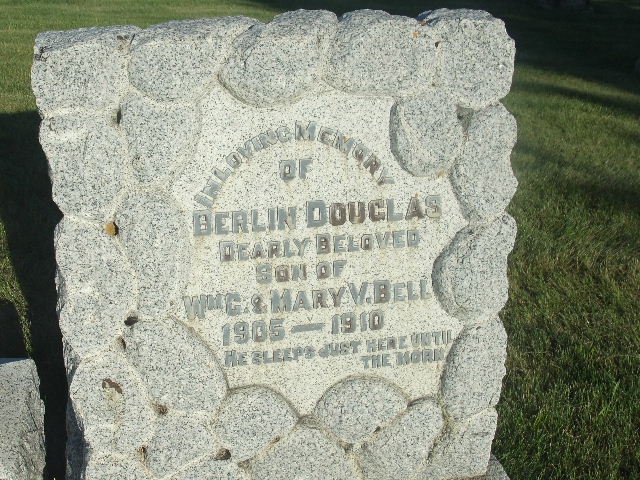 IN LOVING MEMORY
OF
BERLIN DOUGLAS
DEARLY BELOVED
SON OF
WM C. & MARY V. BELL
1905 — 1910
HE SLEEPS JUST HERE UNTIL
THE MORN